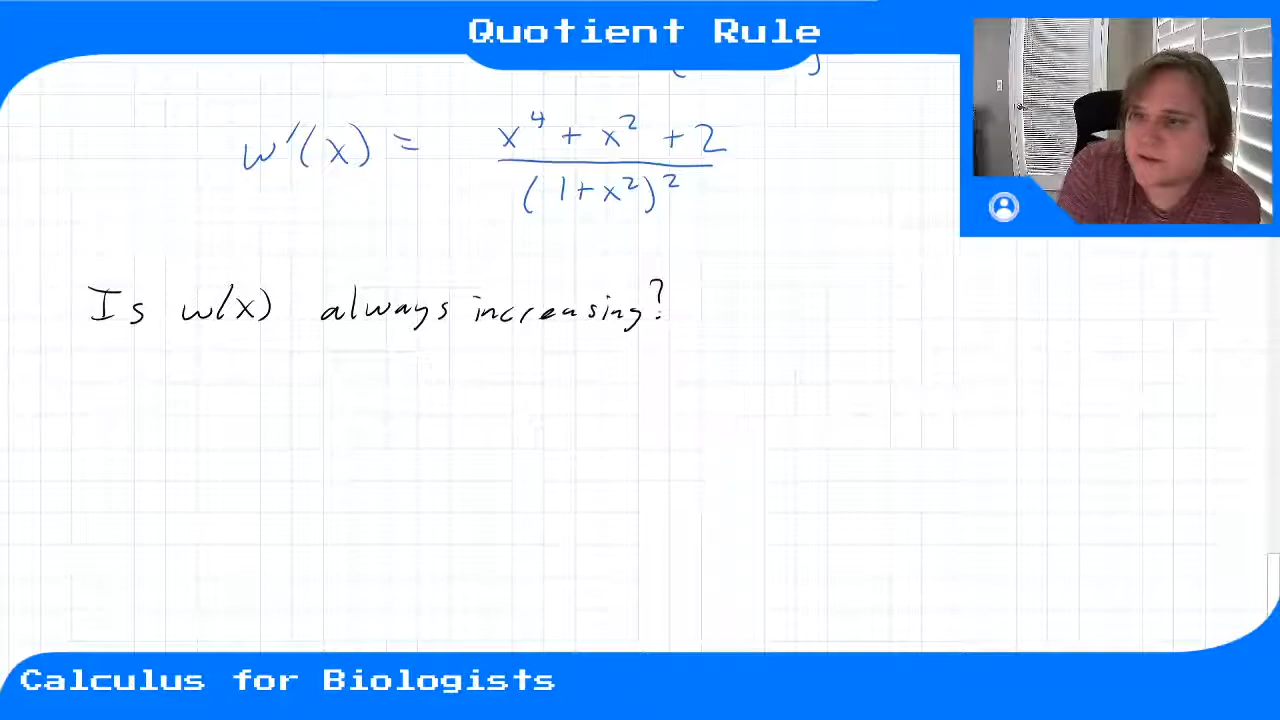 Quotient Rule
w'(x) = x⁴ + x² + 2 / (1+x²)²
Is w(x) always increasing?
Calculus for Biologists